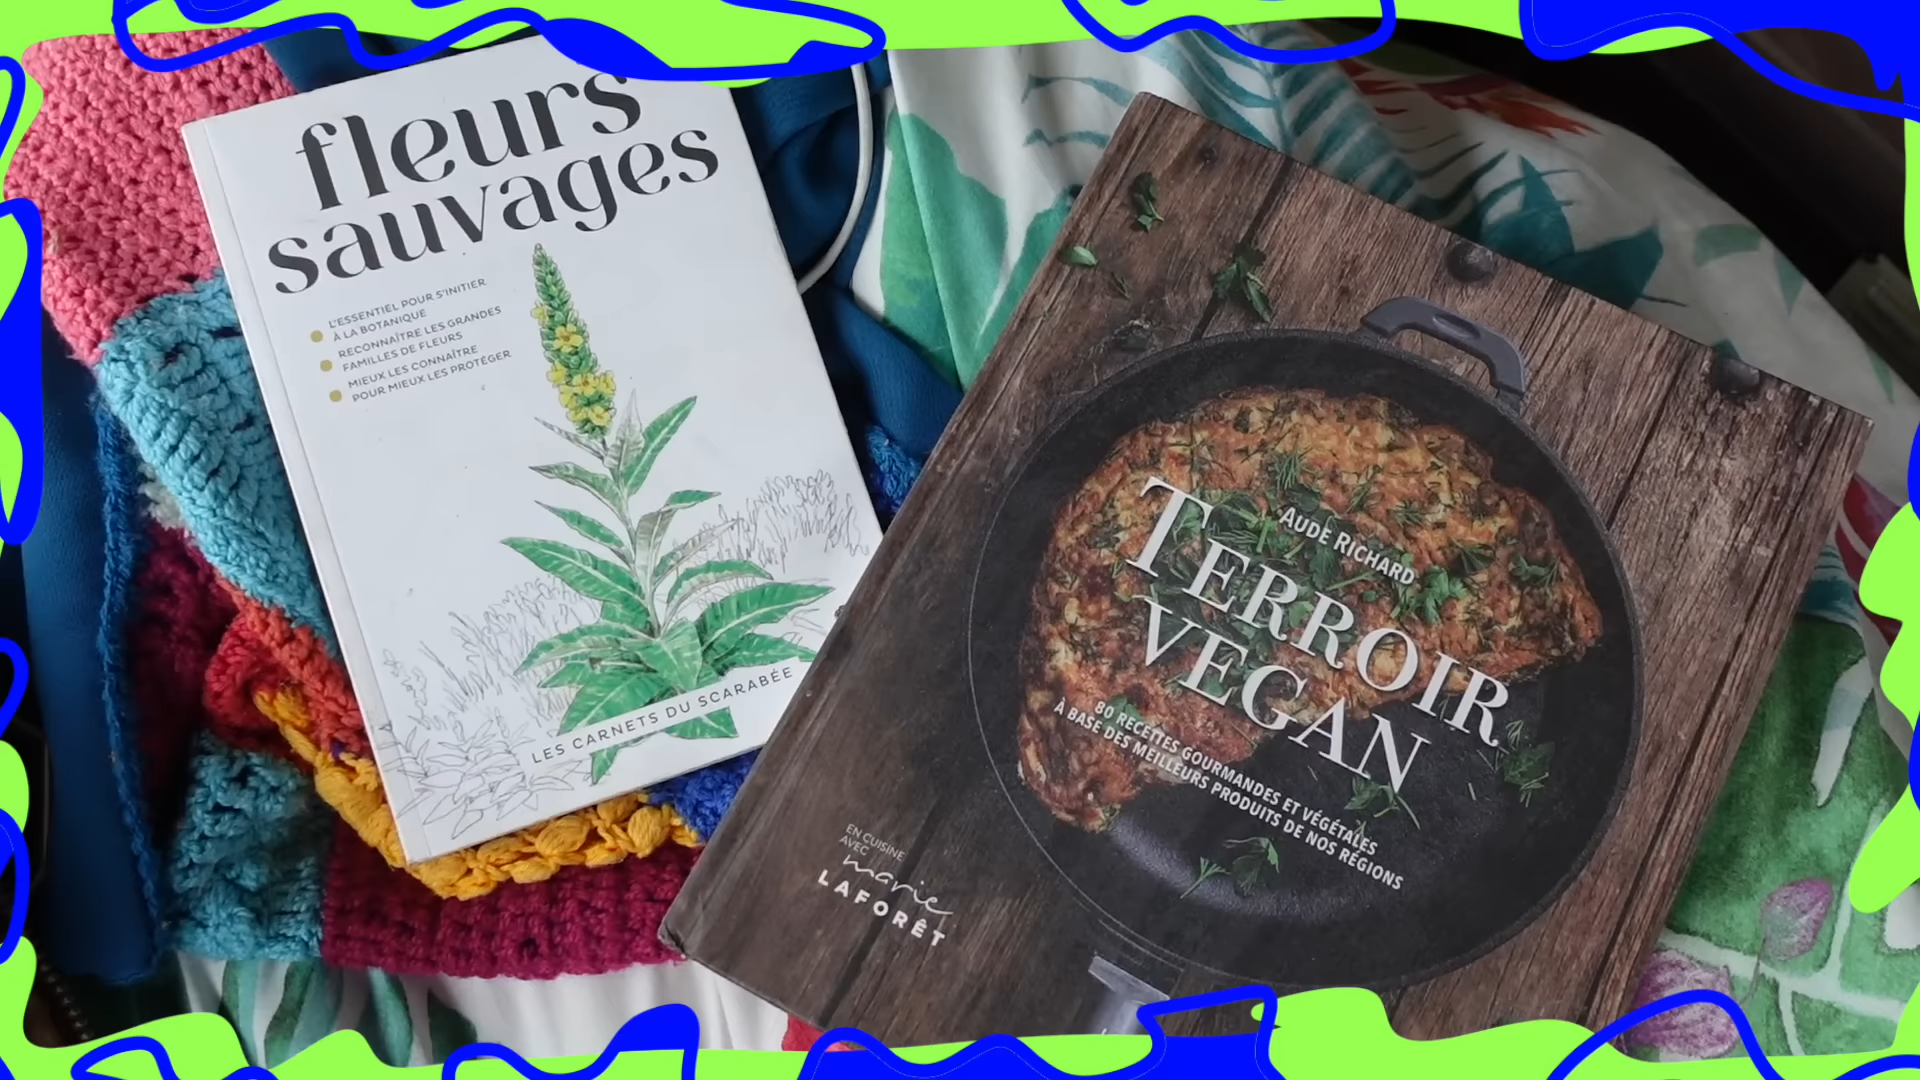 fleurs
sauvages
L'ESSENTIEL POUR S'INITIER
À LA BOTANIQUE
RECONNAÎTRE LES GRANDES
FAMILLES DE FLEURS
MIEUX LES CONNAÎTRE
POUR MIEUX LES PROTÉGER
LES CARNETS DU SCARABÉE
AUDE RICHARD
TERROIR
VEGAN
80 RECETTES GOURMANDES ET VÉGÉTALES
À BASE DES MEILLEURS PRODUITS DE NOS RÉGIONS
EN CUISINE
AVEC
marie
LAFORÊT